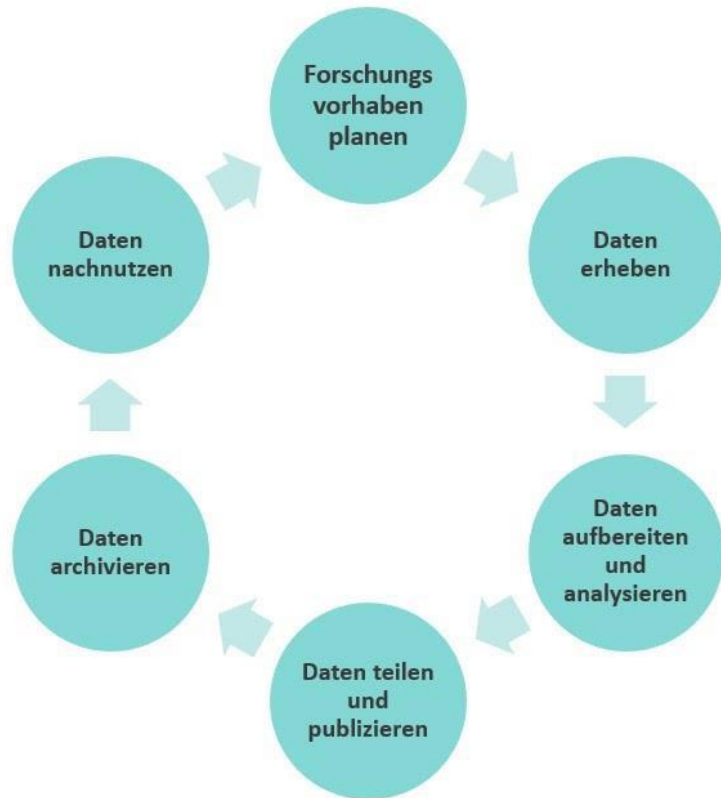 Forschungs
vorhaben
planen
Daten
erheben
Daten
aufbereiten
und
analysieren
Daten teilen
und
publizieren
Daten
archivieren
Daten
nachnutzen